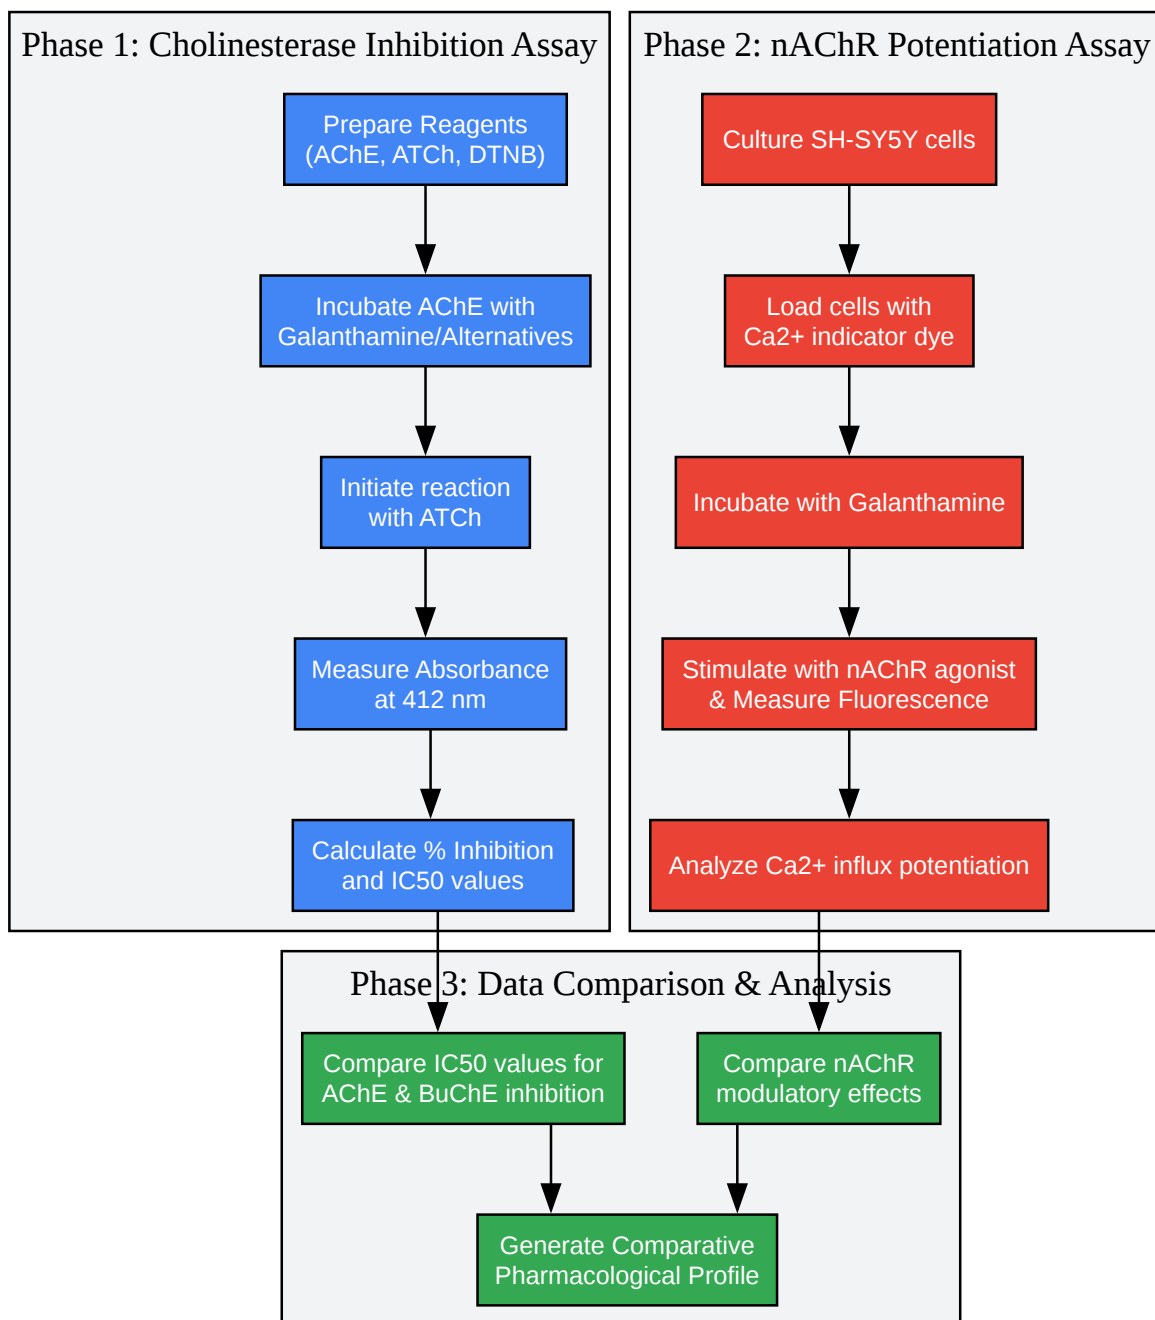 Phase 1: Cholinesterase Inhibition Assay
Prepare Reagents
(AChE, ATCh, DTNB)
Incubate AChE with
Galanthamine/Alternatives
Initiate reaction
with ATCh
Measure Absorbance
at 412 nm
Calculate % Inhibition
and IC50 values
Phase 2: nAChR Potentiation Assay
Culture SH-SY5Y cells
Load cells with
Ca2+ indicator dye
Incubate with Galanthamine
Stimulate with nAChR agonist
& Measure Fluorescence
Analyze Ca2+ influx potentiation
Phase 3: Data Comparison & Analysis
Compare IC50 values for
AChE & BuChE inhibition
Compare nAChR
modulatory effects
Generate Comparative
Pharmacological Profile